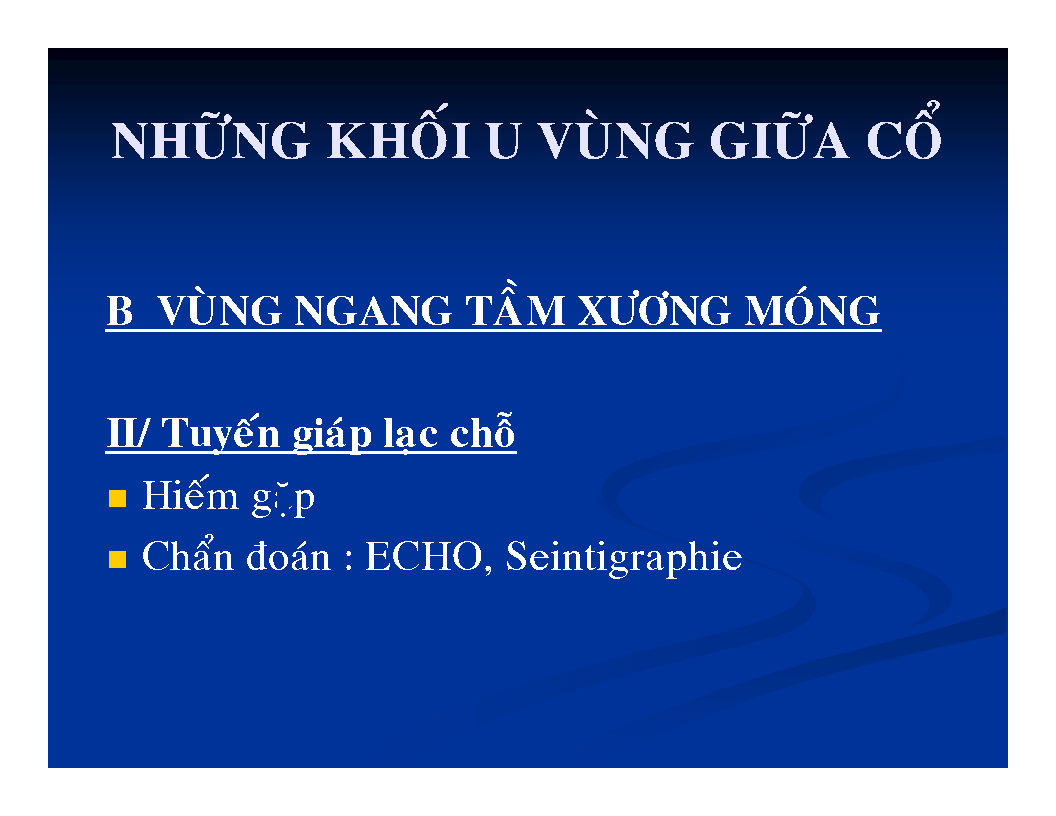 NHỮNG KHỐI U VÙNG GIỮA CỔ
B VÙNG NGANG TẦM XƯƠNG MÓNG
II/ Tuyến giáp lạc chỗ
Hiếm gặp
Chẩn đoán : ECHO, Seintigraphie